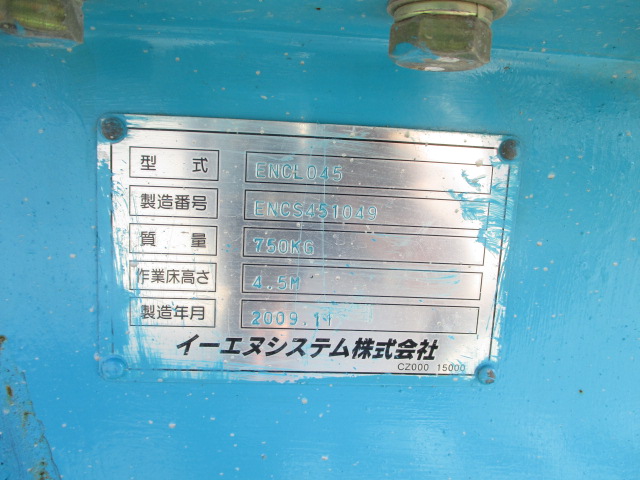 型式 ENCL045
製造番号 ENCS451049
質量 750KG
作業床高さ 4.5M
製造年月 2009.11
イーエヌシステム株式会社
CZ000 15000